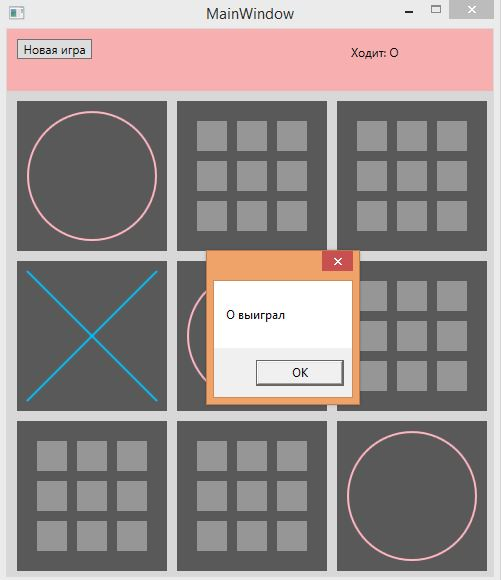 MainWindow
Новая игра
Ходит: О
О выиграл
OK